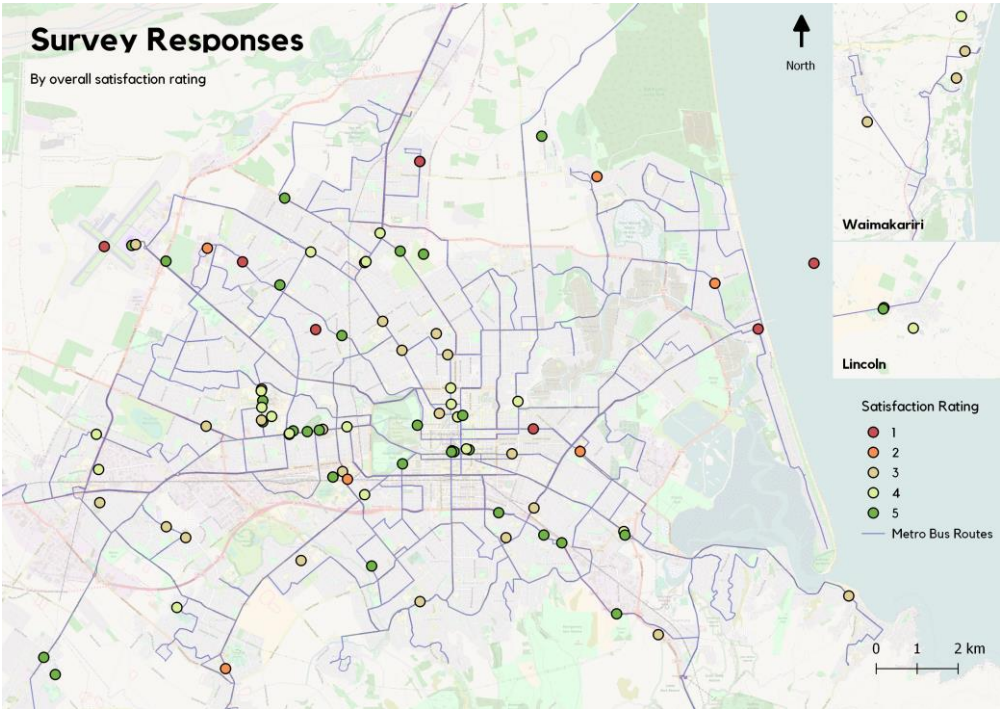 Survey Responses
By overall satisfaction rating
North
Waimakariri
Lincoln
Satisfaction Rating
1
2
3
4
5
Metro Bus Routes
0 1 2 km